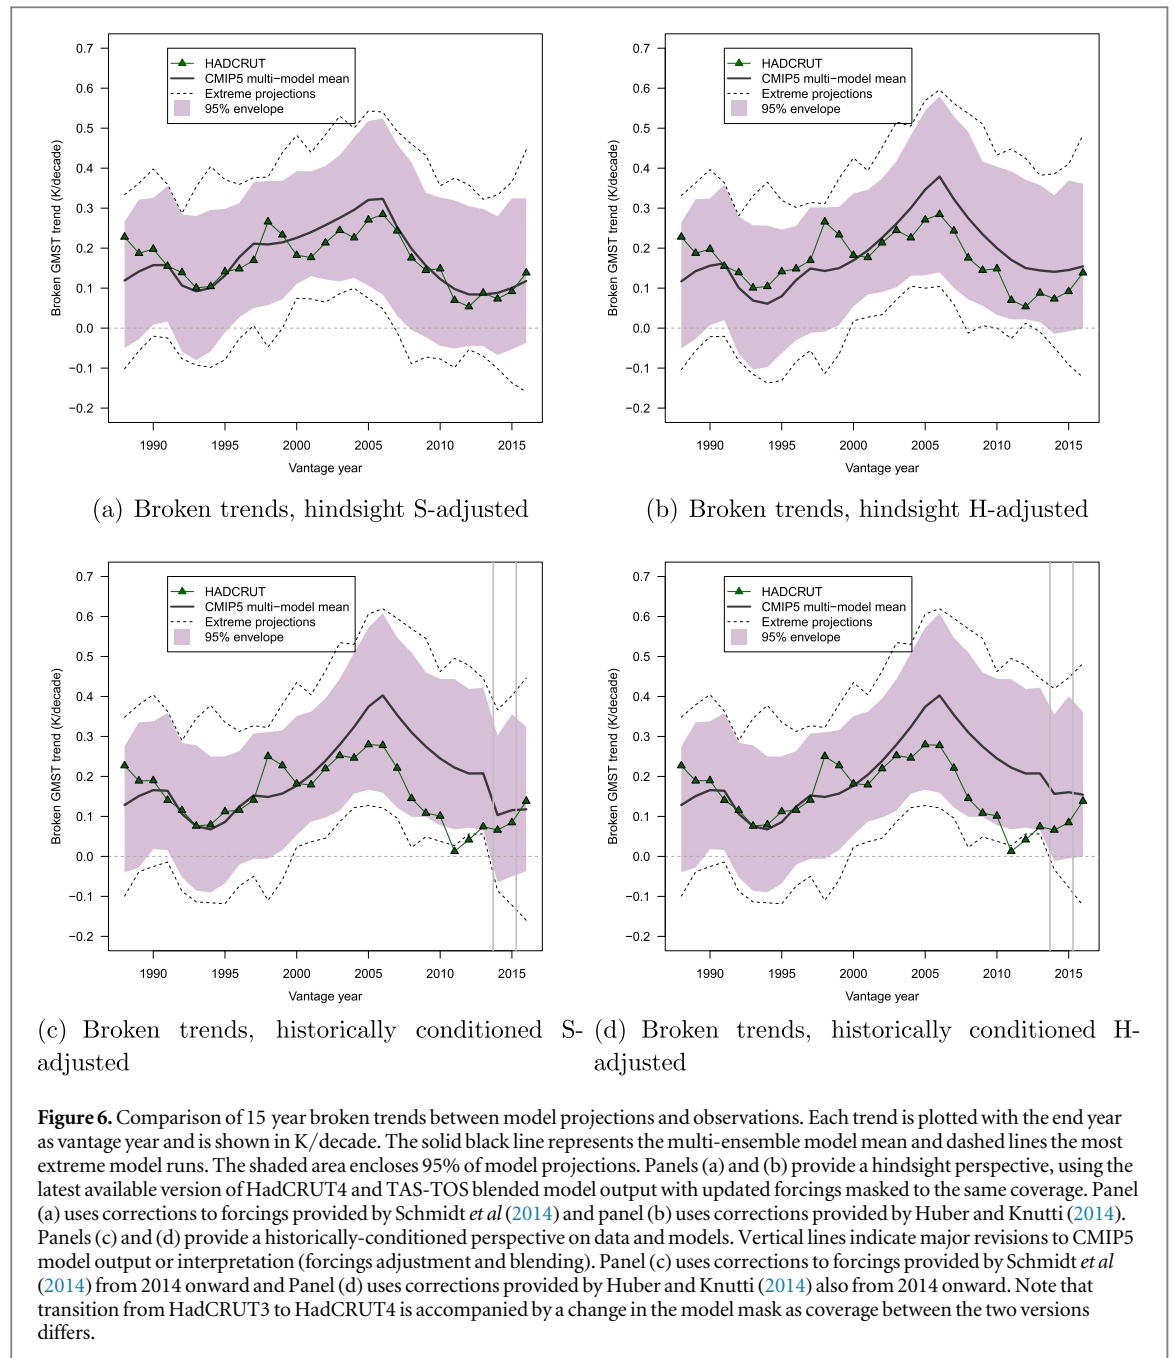 0.7
0.6
0.5
0.4
0.3
0.2
0.1
0.0
−0.1
−0.2
Broken GMST trend (K/decade)
HADCRUT
CMIP5 multi−model mean
Extreme projections
95% envelope
1990 1995 2000 2005 2010 2015
Vantage year
(a) Broken trends, hindsight S-adjusted
0.7
0.6
0.5
0.4
0.3
0.2
0.1
0.0
−0.1
−0.2
Broken GMST trend (K/decade)
HADCRUT
CMIP5 multi−model mean
Extreme projections
95% envelope
1990 1995 2000 2005 2010 2015
Vantage year
(b) Broken trends, hindsight H-adjusted
0.7
0.6
0.5
0.4
0.3
0.2
0.1
0.0
−0.1
−0.2
Broken GMST trend (K/decade)
HADCRUT
CMIP5 multi−model mean
Extreme projections
95% envelope
1990 1995 2000 2005 2010 2015
Vantage year
(c) Broken trends, historically conditioned S-
adjusted
0.7
0.6
0.5
0.4
0.3
0.2
0.1
0.0
−0.1
−0.2
Broken GMST trend (K/decade)
HADCRUT
CMIP5 multi−model mean
Extreme projections
95% envelope
1990 1995 2000 2005 2010 2015
Vantage year
(d) Broken trends, historically conditioned H-
adjusted
Figure 6. Comparison of 15 year broken trends between model projections and observations. Each trend is plotted with the end year
as vantage year and is shown in K/decade. The solid black line represents the multi-ensemble model mean and dashed lines the most
extreme model runs. The shaded area encloses 95% of model projections. Panels (a) and (b) provide a hindsight perspective, using the
latest available version of HadCRUT4 and TAS-TOS blended model output with updated forcings masked to the same coverage. Panel
(a) uses corrections to forcings provided by Schmidt et al (2014) and panel (b) uses corrections provided by Huber and Knutti (2014).
Panels (c) and (d) provide a historically-conditioned perspective on data and models. Vertical lines indicate major revisions to CMIP5
model output or interpretation (forcings adjustment and blending). Panel (c) uses corrections to forcings provided by Schmidt et al
(2014) from 2014 onward and Panel (d) uses corrections provided by Huber and Knutti (2014) also from 2014 onward. Note that
transition from HadCRUT3 to HadCRUT4 is accompanied by a change in the model mask as coverage between the two versions
differs.